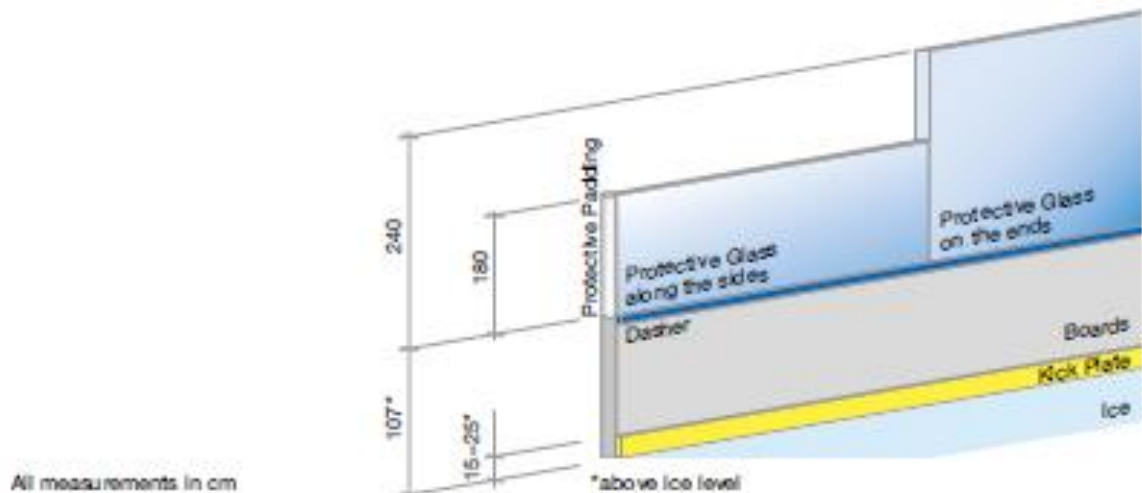 240
180
Protective Padding
Protective Glass
along the sides
Protective Glass
on the ends
Dasher
Boards
Kick Plate
Ice
107*
15-25*
All measurements in cm
*above ice level